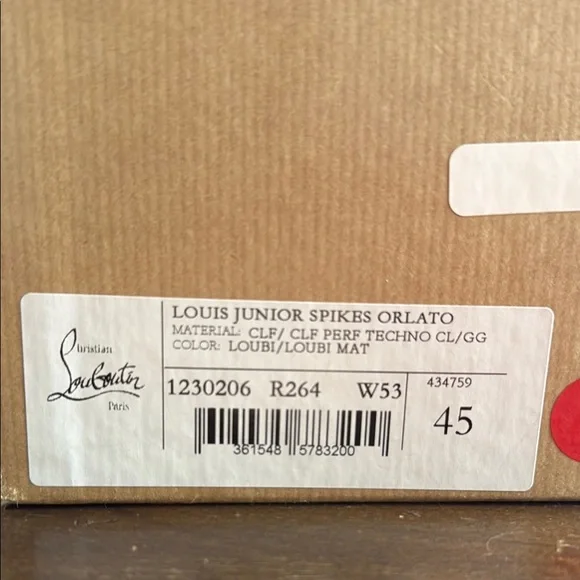 Christian
Louboutin
Paris
LOUIS JUNIOR SPIKES ORLATO
MATERIAL: CLF/ CLF PERF TECHNO CL/GG
COLOR: LOUBI/LOUBI MAT
1230206 R264 W53
434759
45
361548 5783200